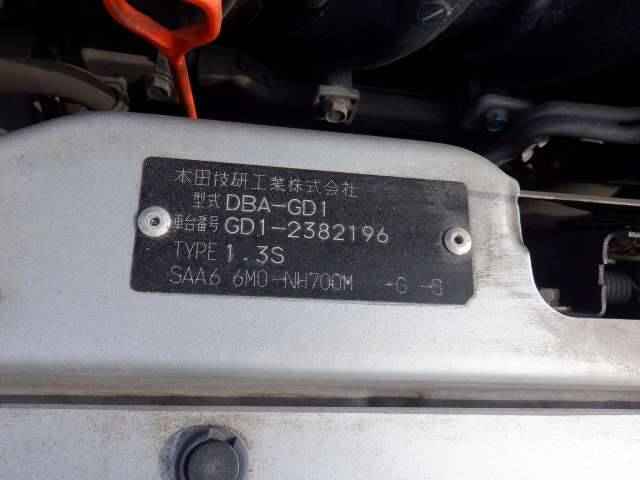 本田技研工業株式会社
型式 DBA-GD1
車台番号 GD1-2382196
TYPE 1.3S
SAA6 6M0-NH700M -G -S